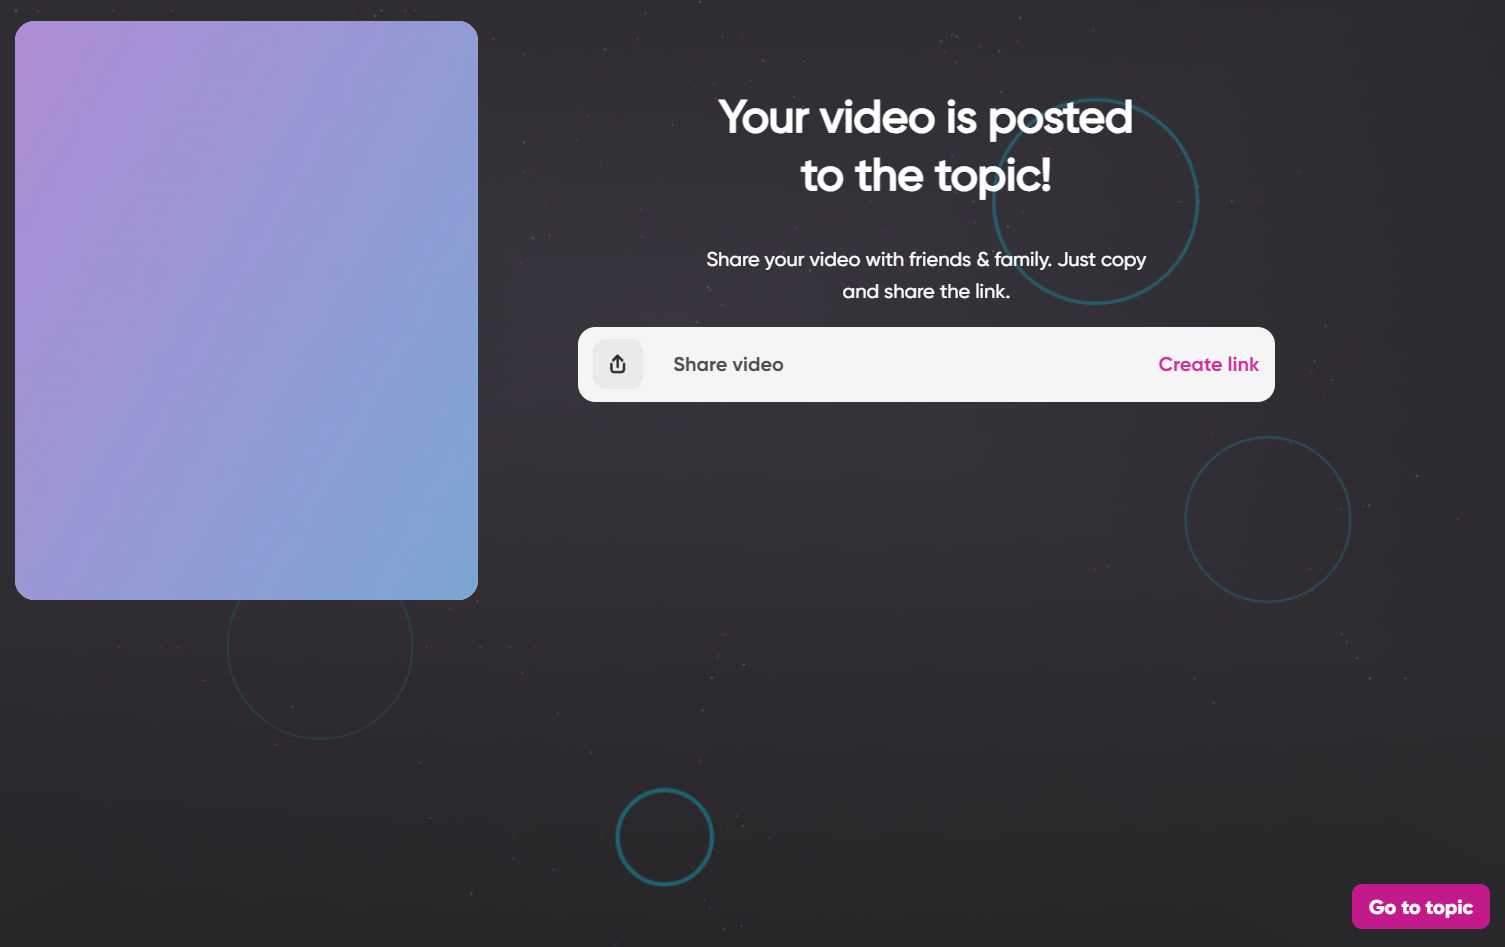 Your video is posted
to the topic!
Share your video with friends & family. Just copy
and share the link.
Share video
Create link
Go to topic